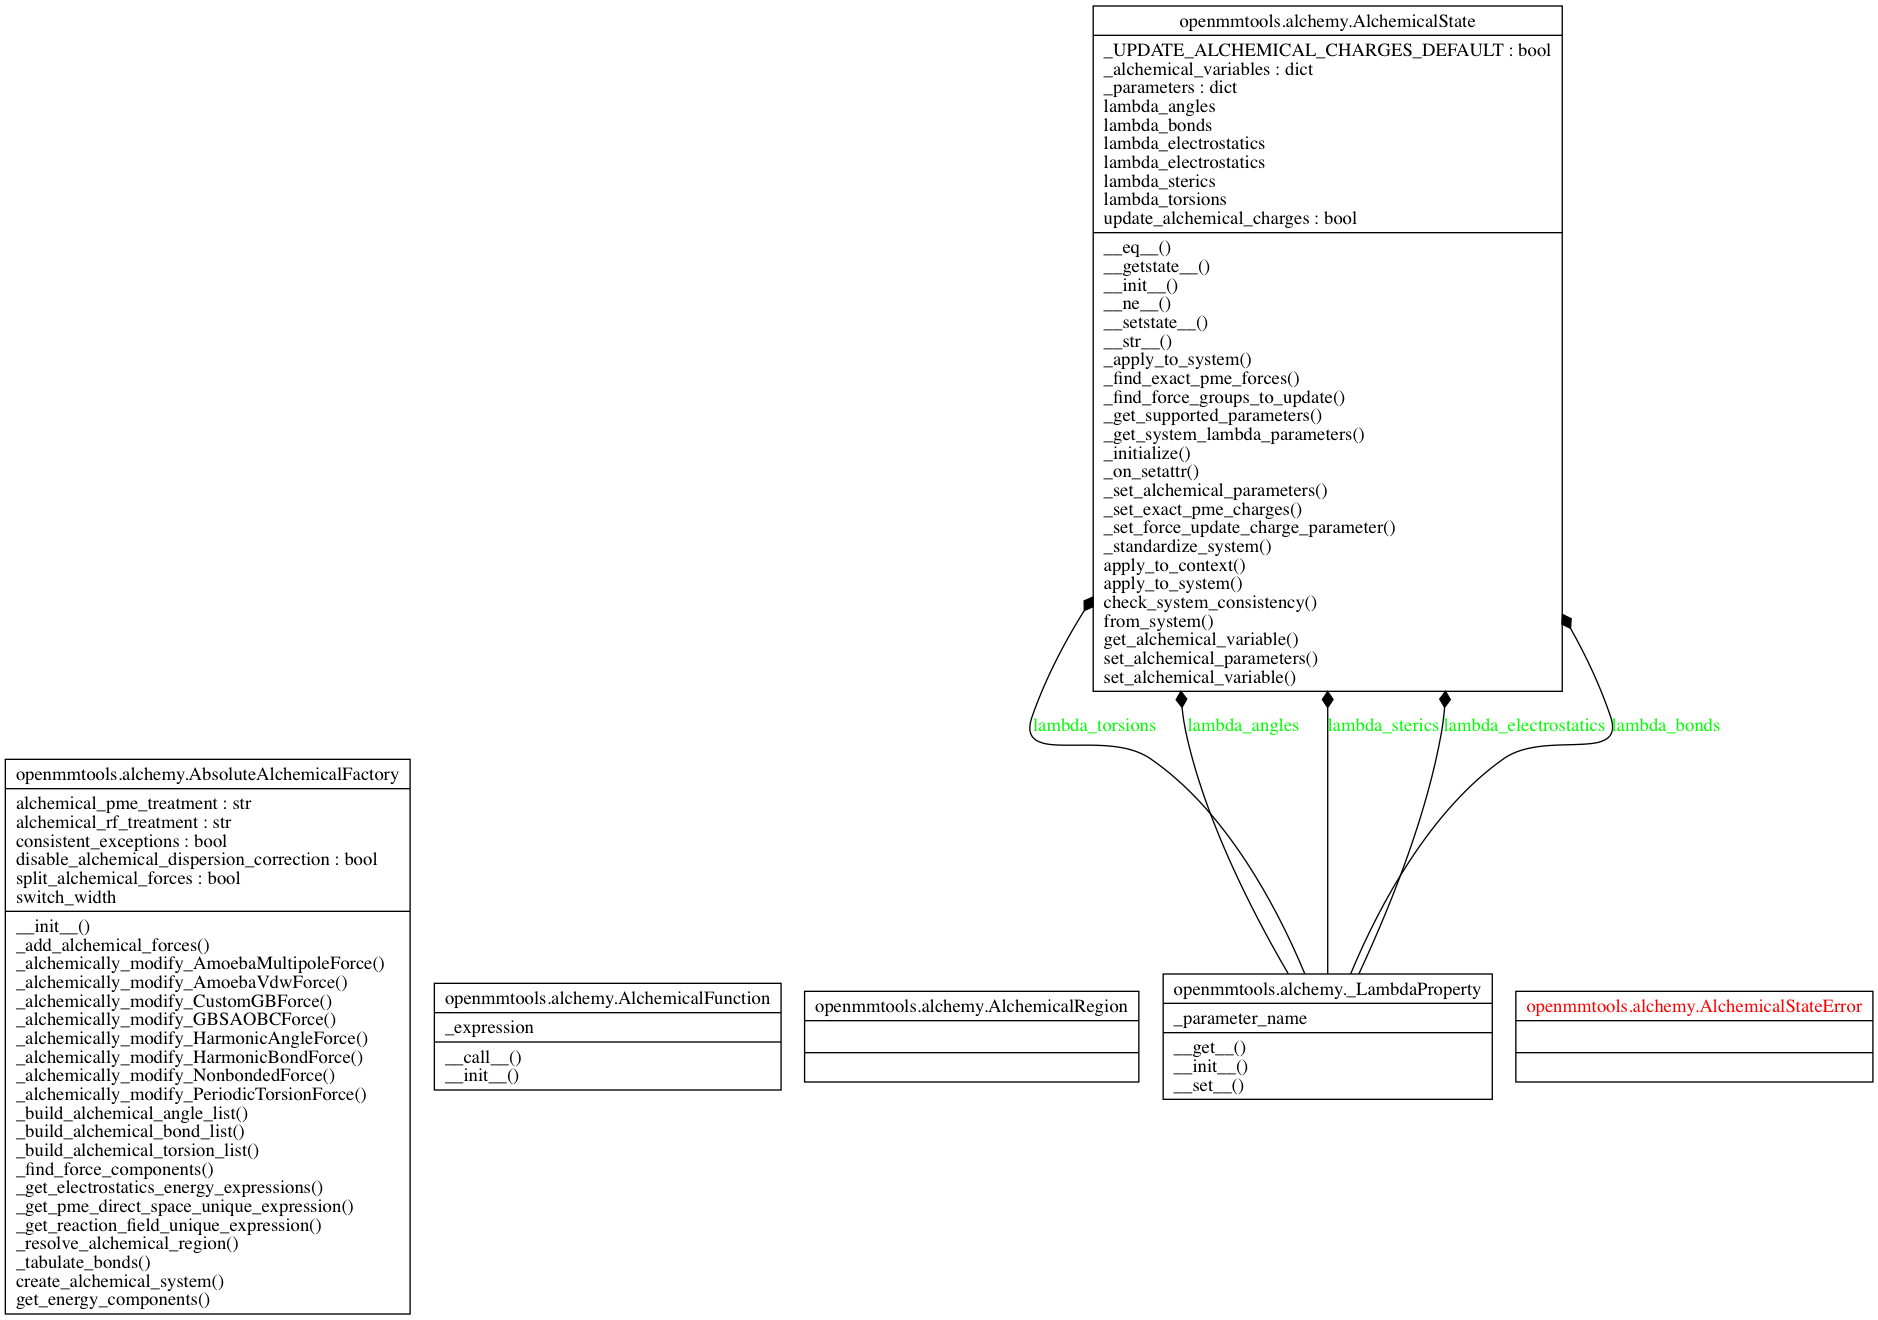 openmmtools.alchemy.AlchemicalState
_UPDATE_ALCHEMICAL_CHARGES_DEFAULT : bool
_alchemical_variables : dict
_parameters : dict
lambda_angles
lambda_bonds
lambda_electrostatics
lambda_electrostatics
lambda_sterics
lambda_torsions
update_alchemical_charges : bool
__eq__()
__getstate__()
__init__()
__ne__()
__setstate__()
__str__()
_apply_to_system()
_find_exact_pme_forces()
_find_force_groups_to_update()
_get_supported_parameters()
_get_system_lambda_parameters()
_initialize()
_on_setattr()
_set_alchemical_parameters()
_set_exact_pme_charges()
_set_force_update_charge_parameter()
_standardize_system()
apply_to_context()
apply_to_system()
check_system_consistency()
from_system()
get_alchemical_variable()
set_alchemical_parameters()
set_alchemical_variable()
lambda_torsions
lambda_angles
lambda_sterics
lambda_electrostatics
lambda_bonds
openmmtools.alchemy.AbsoluteAlchemicalFactory
alchemical_pme_treatment : str
alchemical_rf_treatment : str
consistent_exceptions : bool
disable_alchemical_dispersion_correction : bool
split_alchemical_forces : bool
switch_width
__init__()
_add_alchemical_forces()
_alchemically_modify_AmoebaMultipoleForce()
_alchemically_modify_AmoebaVdwForce()
_alchemically_modify_CustomGBForce()
_alchemically_modify_GBSAOBCForce()
_alchemically_modify_HarmonicAngleForce()
_alchemically_modify_HarmonicBondForce()
_alchemically_modify_NonbondedForce()
_alchemically_modify_PeriodicTorsionForce()
_build_alchemical_angle_list()
_build_alchemical_bond_list()
_build_alchemical_torsion_list()
_find_force_components()
_get_electrostatics_energy_expressions()
_get_pme_direct_space_unique_expression()
_get_reaction_field_unique_expression()
_resolve_alchemical_region()
_tabulate_bonds()
create_alchemical_system()
get_energy_components()
openmmtools.alchemy.AlchemicalFunction
_expression
__call__()
__init__()
openmmtools.alchemy.AlchemicalRegion
openmmtools.alchemy._LambdaProperty
_parameter_name
__get__()
__init__()
__set__()
openmmtools.alchemy.AlchemicalStateError